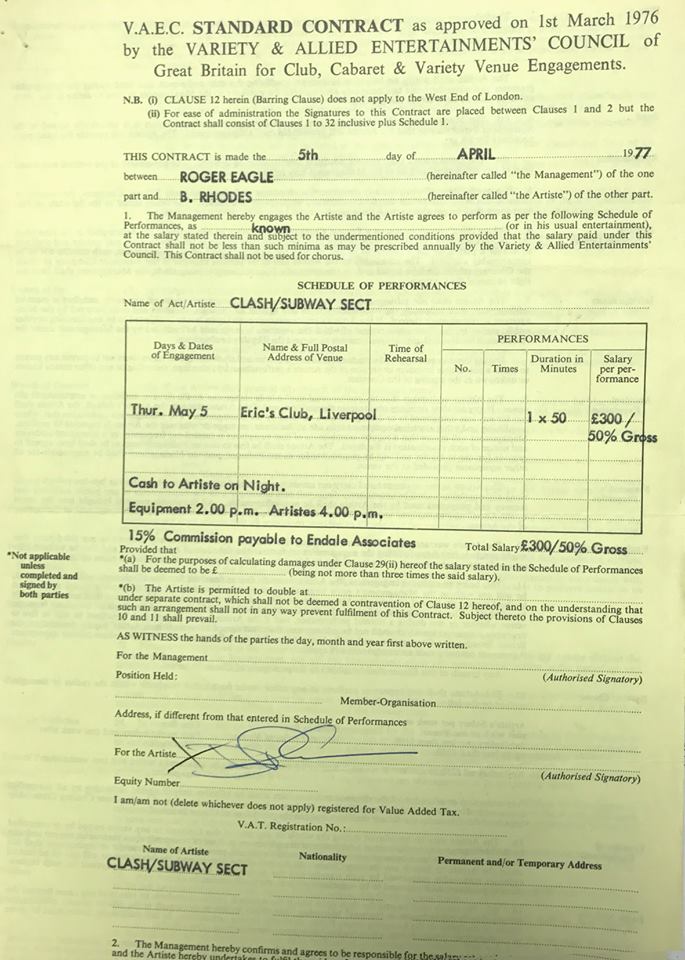 V.A.E.C. STANDARD CONTRACT as approved on 1st March 1976
by the VARIETY & ALLIED ENTERTAINMENTS' COUNCIL of
Great Britain for Club, Cabaret & Variety Venue Engagements.
N.B. (i) CLAUSE 12 herein (Barring Clause) does not apply to the West End of London.
(ii) For ease of administration the Signatures to this Contract are placed between Clauses 1 and 2 but the
Contract shall consist of Clauses 1 to 32 inclusive plus Schedule 1.
THIS CONTRACT is made the 5th day of APRIL 1977
between ROGER EAGLE (hereinafter called "the Management") of the one
part and B. RHODES (hereinafter called "the Artiste") of the other part.
1. The Management hereby engages the Artiste and the Artiste agrees to perform as per the following Schedule of
Performances, as known (or in his usual entertainment),
at the salary stated therein and subject to the undermentioned conditions provided that the salary paid under this
Contract shall not be less than such minima as may be prescribed annually by the Variety & Allied Entertainments'
Council. This Contract shall not be used for chorus.
SCHEDULE OF PERFORMANCES
Name of Act/Artiste CLASH/SUBWAY SECT
Days & Dates
of Engagement
Name & Full Postal
Address of Venue
Time of
Rehearsal
PERFORMANCES
No.
Times
Duration in
Minutes
Salary
per per-
formance
Thur. May 5 Eric's Club, Liverpool 1 x 50 £300 /
50% Gross
Cash to Artiste on Night.
Equipment 2.00 p.m. Artistes 4.00 p.m.
15% Commission payable to Endale Associates Total Salary £300/50% Gross
Provided that
*(a) For the purposes of calculating damages under Clause 29(ii) hereof the salary stated in the Schedule of Performances
shall be deemed to be £ (being not more than three times the said salary).
*Not applicable
unless
completed and
signed by
both parties
*(b) The Artiste is permitted to double at
under separate contract, which shall not be deemed a contravention of Clause 12 hereof, and on the understanding that
such an arrangement shall not in any way prevent fulfilment of this Contract. Subject thereto the provisions of Clauses
10 and 11 shall prevail.
AS WITNESS the hands of the parties the day, month and year first above written.
For the Management
Position Held: (Authorised Signatory)
Member-Organisation
Address, if different from that entered in Schedule of Performances
For the Artiste X
(Authorised Signatory)
Equity Number
I am/am not (delete whichever does not apply) registered for Value Added Tax.
V.A.T. Registration No.:
Name of Artiste Nationality Permanent and/or Temporary Address
CLASH/SUBWAY SECT
2. The Management hereby confirms and agrees to be responsible for the salary
and the Artiste hereby undertakes to